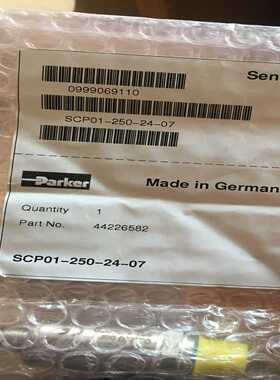 Sen
0999069110
SCP01-250-24-07
Parker
Made in German
Quantity 1
Part No. 44226582
SCP01-250-24-07